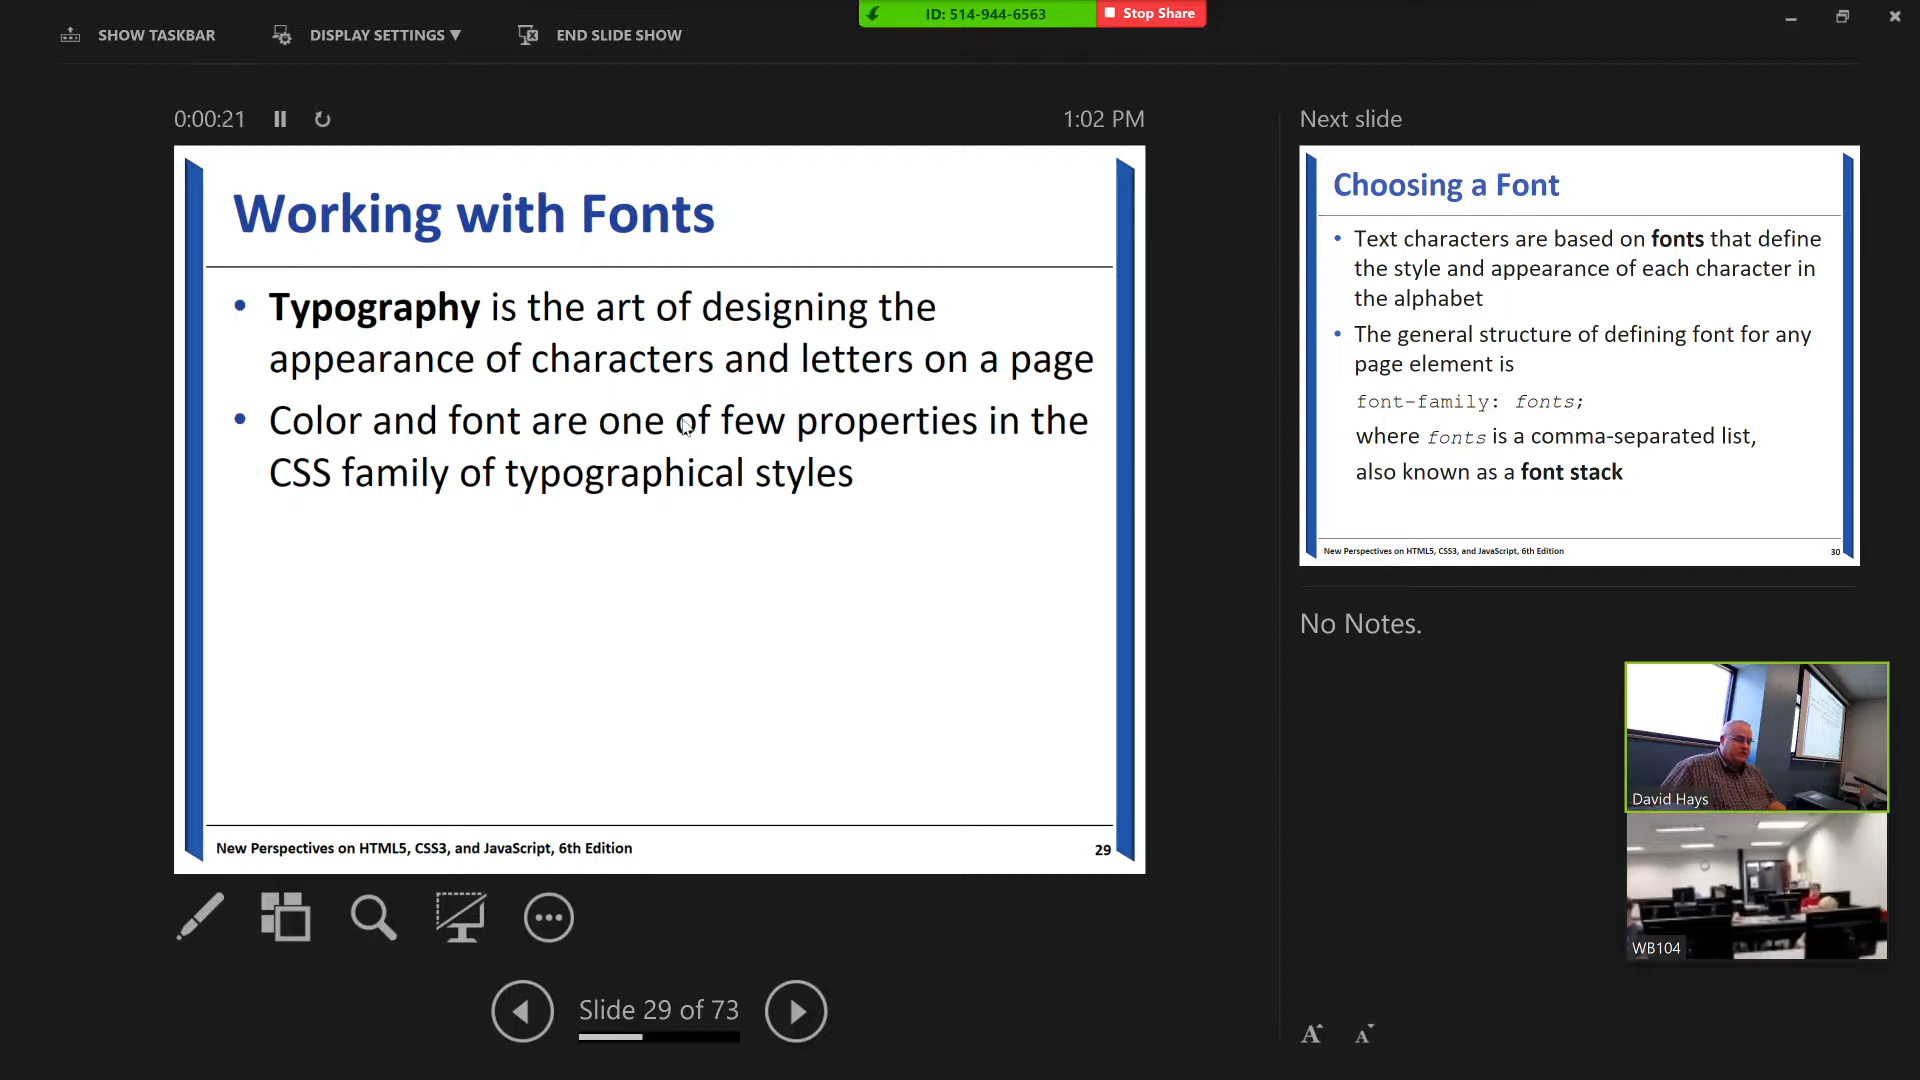 ID: 514-944-6563 Stop Share
SHOW TASKBAR DISPLAY SETTINGS ▼ END SLIDE SHOW
0:00:21 1:02 PM
Working with Fonts
• Typography is the art of designing the
appearance of characters and letters on a page
• Color and font are one of few properties in the
CSS family of typographical styles
New Perspectives on HTML5, CSS3, and JavaScript, 6th Edition 29
Slide 29 of 73
Next slide
Choosing a Font
• Text characters are based on fonts that define
the style and appearance of each character in
the alphabet
• The general structure of defining font for any
page element is
font-family: fonts;
where fonts is a comma-separated list,
also known as a font stack
New Perspectives on HTML5, CSS3, and JavaScript, 6th Edition 30
No Notes.
David Hays
WB104
A A